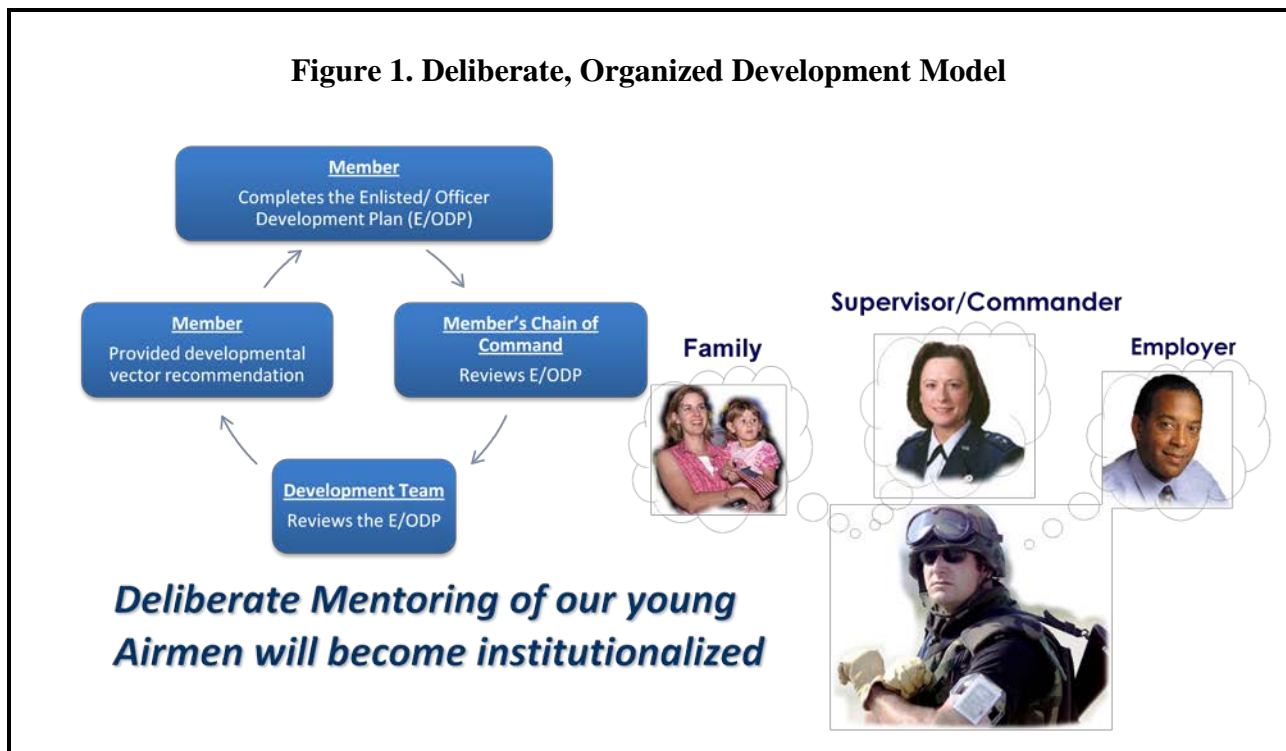 Figure 1. Deliberate, Organized Development Model
Member
Completes the Enlisted/ Officer
Development Plan (E/ODP)
Member's Chain of
Command
Reviews E/ODP
Development Team
Reviews the E/ODP
Member
Provided developmental
vector recommendation
Family
Supervisor/Commander
Employer
Deliberate Mentoring of our young
Airmen will become institutionalized